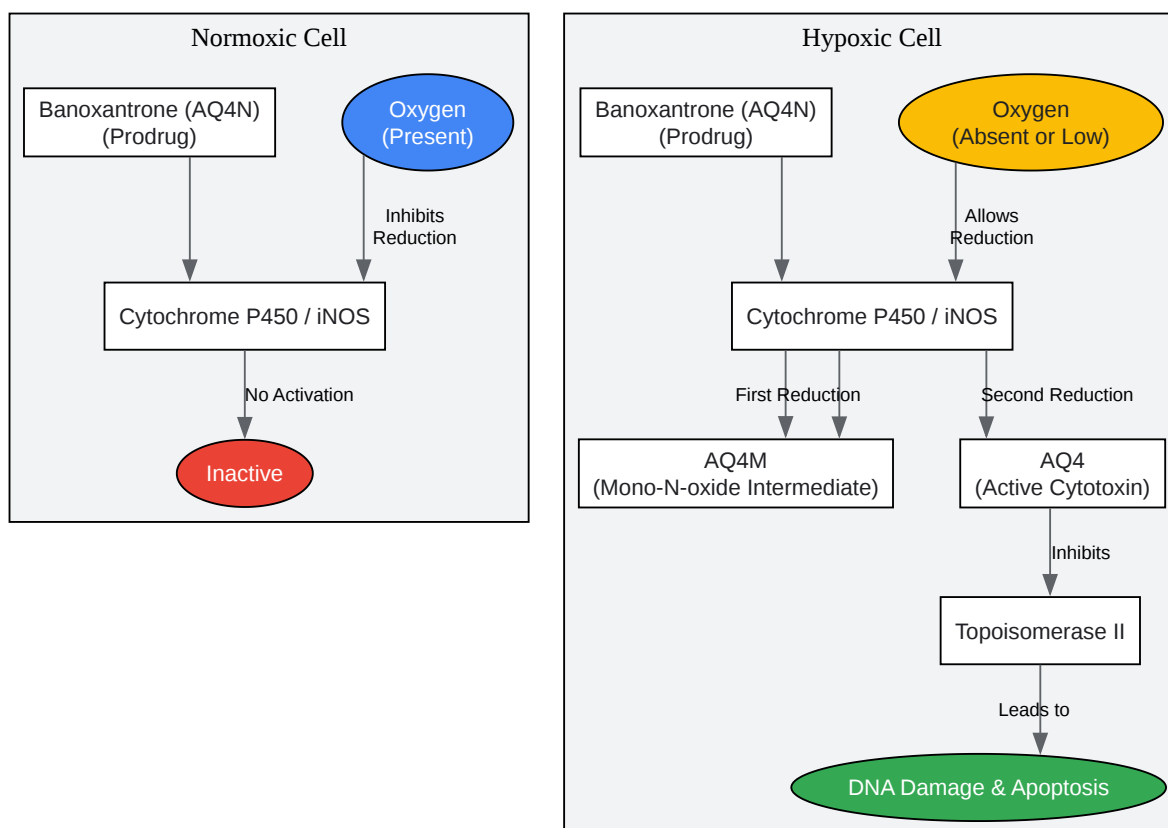 Normoxic Cell
Banoxantrone (AQ4N)
(Prodrug)
Oxygen
(Present)
Inhibits
Reduction
Cytochrome P450 / iNOS
No Activation
Inactive
Hypoxic Cell
Banoxantrone (AQ4N)
(Prodrug)
Oxygen
(Absent or Low)
Allows
Reduction
Cytochrome P450 / iNOS
First Reduction
Second Reduction
AQ4M
(Mono-N-oxide Intermediate)
AQ4
(Active Cytotoxin)
Inhibits
Topoisomerase II
Leads to
DNA Damage & Apoptosis